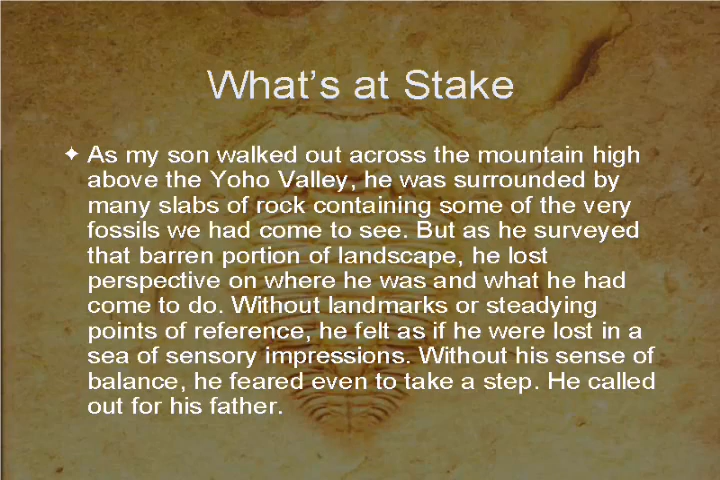 What's at Stake
✦ As my son walked out across the mountain high
above the Yoho Valley, he was surrounded by
many slabs of rock containing some of the very
fossils we had come to see. But as he surveyed
that barren portion of landscape, he lost
perspective on where he was and what he had
come to do. Without landmarks or steadying
points of reference, he felt as if he were lost in a
sea of sensory impressions. Without his sense of
balance, he feared even to take a step. He called
out for his father.